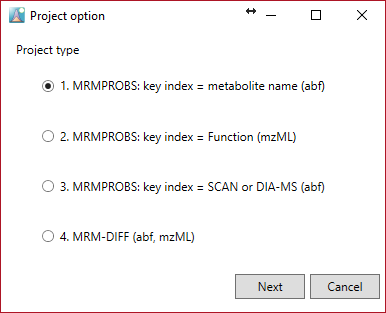 Project option
Project type
1. MRMPROBS: key index = metabolite name (abf)
2. MRMPROBS: key index = Function (mzML)
3. MRMPROBS: key index = SCAN or DIA-MS (abf)
4. MRM-DIFF (abf, mzML)
Next Cancel